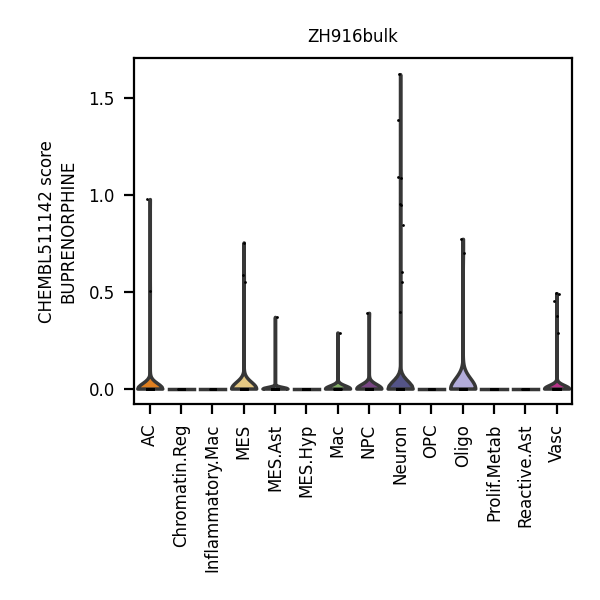 ZH916bulk
CHEMBL511142 score
BUPRENORPHINE
1.5
1.0
0.5
0.0
AC
Chromatin.Reg
Inflammatory.Mac
MES
MES.Ast
MES.Hyp
Mac
NPC
Neuron
OPC
Oligo
Prolif.Metab
Reactive.Ast
Vasc